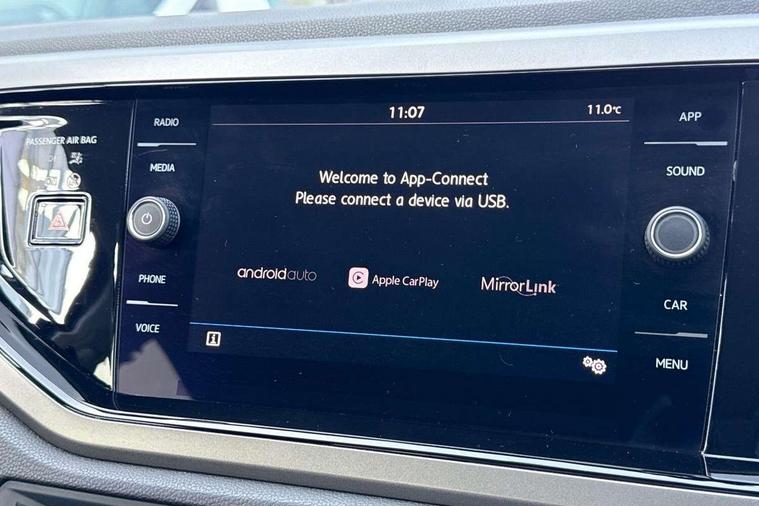 11:07
11.0°C
RADIO
APP
PASSENGER AIR BAG
MEDIA
SOUND
Welcome to App-Connect
Please connect a device via USB.
androidauto
Apple CarPlay
MirrorLink
PHONE
CAR
VOICE
MENU